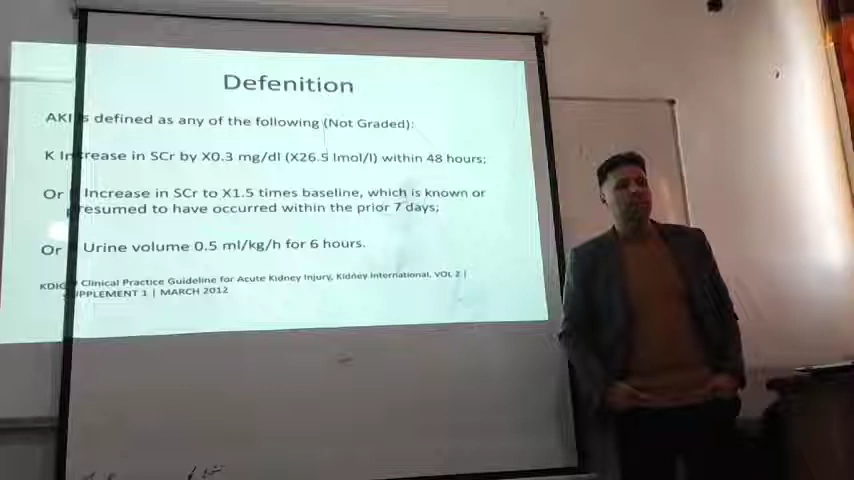 Defenition
AKI is defined as any of the following (Not Graded):
K Increase in SCr by X0.3 mg/dl (X26.5 lmol/l) within 48 hours;
Or Increase in SCr to X1.5 times baseline, which is known or
presumed to have occurred within the prior 7 days;
Or Urine volume 0.5 ml/kg/h for 6 hours.
KDIGO Clinical Practice Guideline for Acute Kidney Injury, Kidney International, VOL 2 |
SUPPLEMENT 1 | MARCH 2012